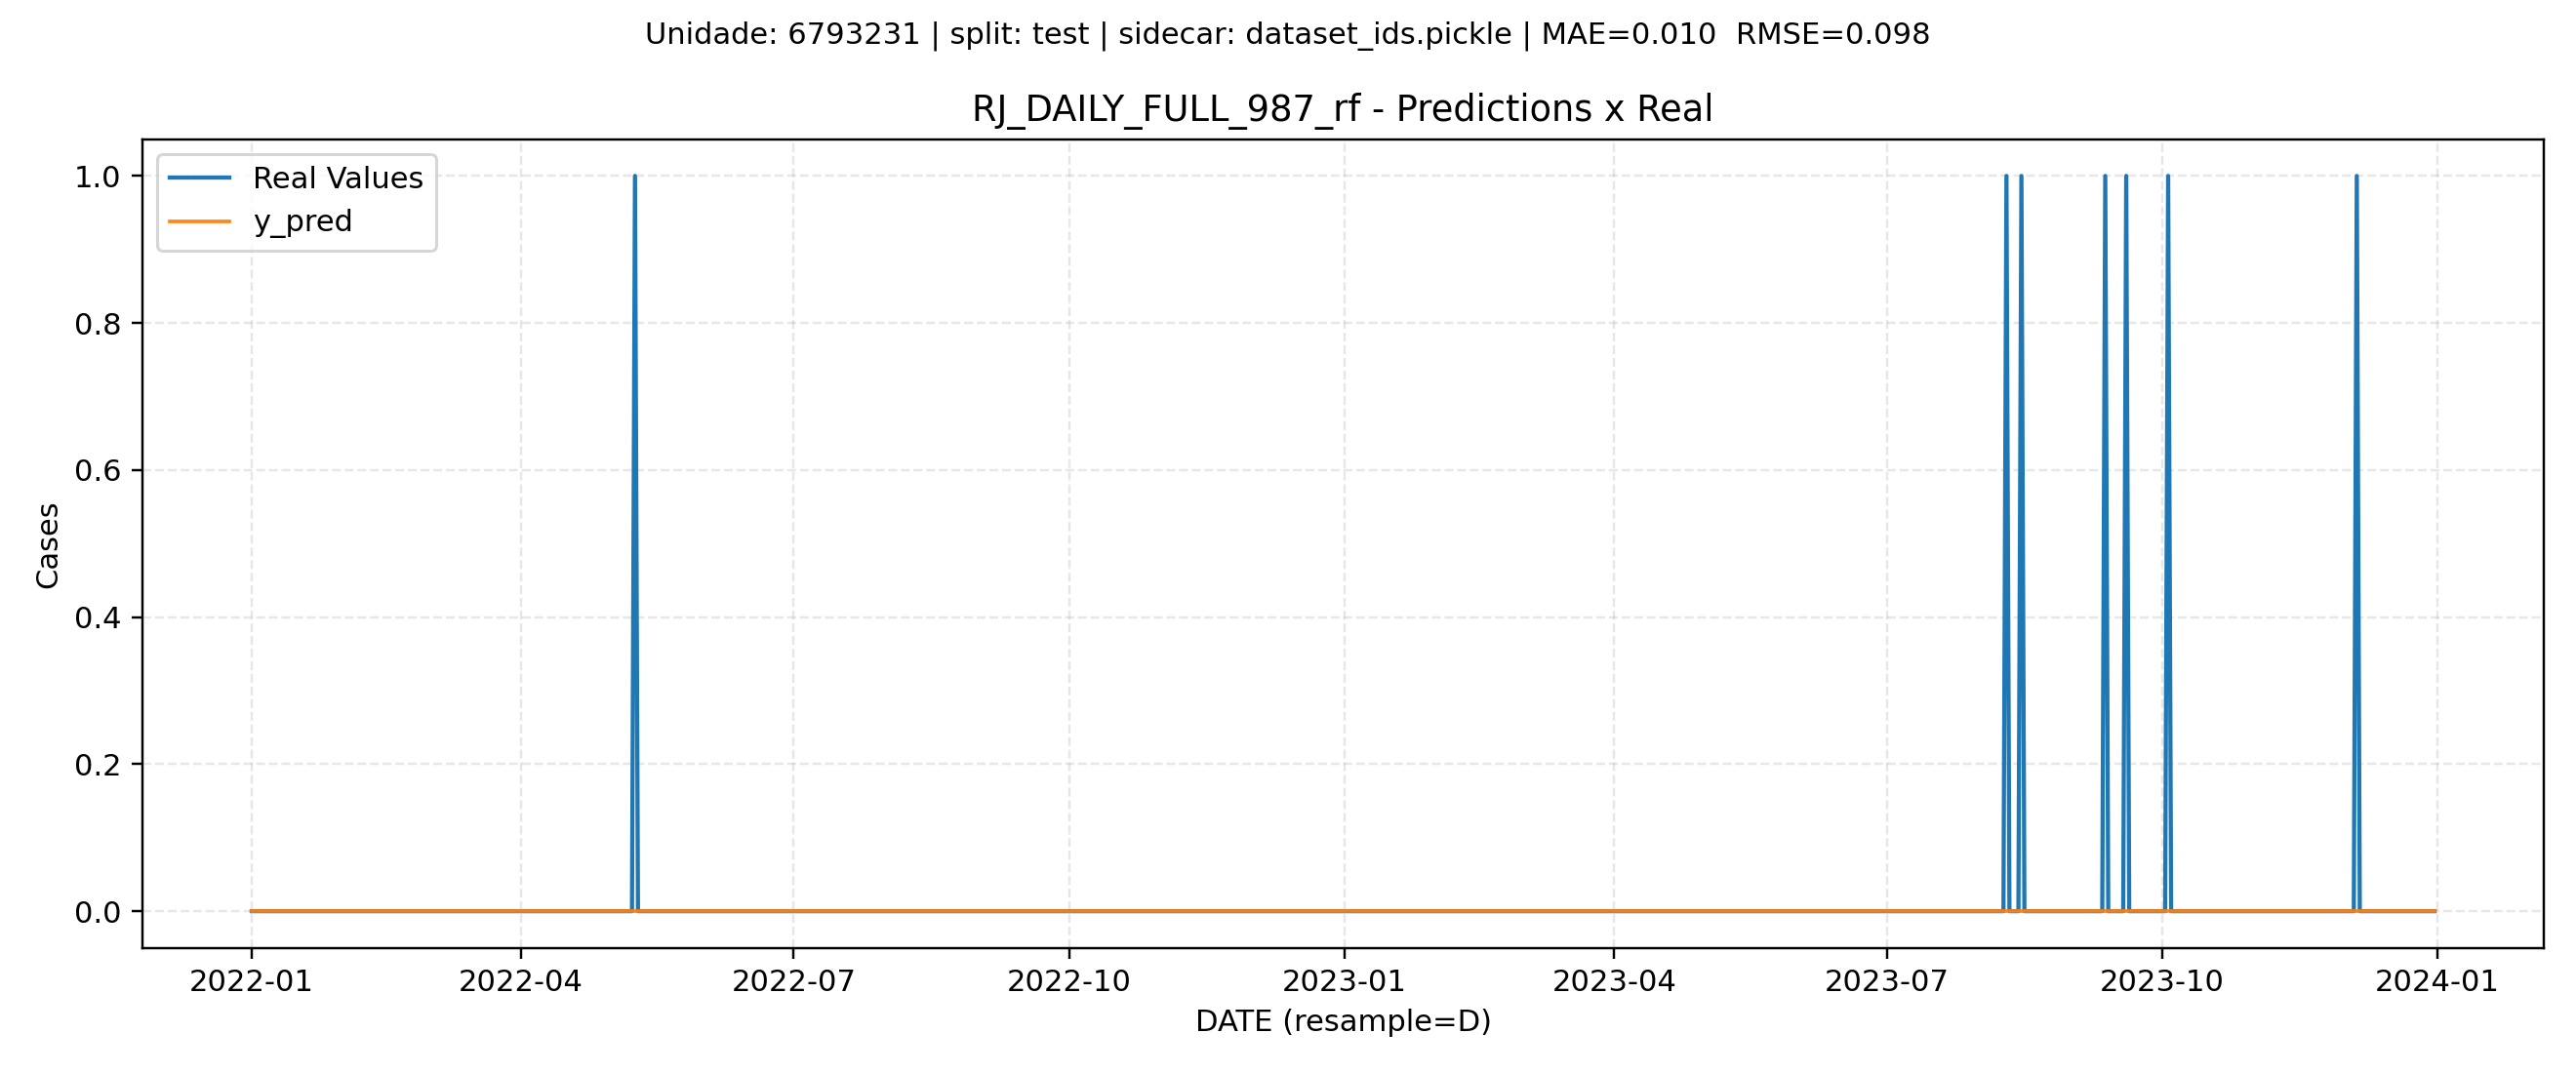 Unidade: 6793231 | split: test | sidecar: dataset_ids.pickle | MAE=0.010  RMSE=0.098
RJ_DAILY_FULL_987_rf - Predictions x Real
Real Values
y_pred
1.0
0.8
0.6
0.4
0.2
0.0
Cases
2022-01 2022-04 2022-07 2022-10 2023-01 2023-04 2023-07 2023-10 2024-01
DATE (resample=D)